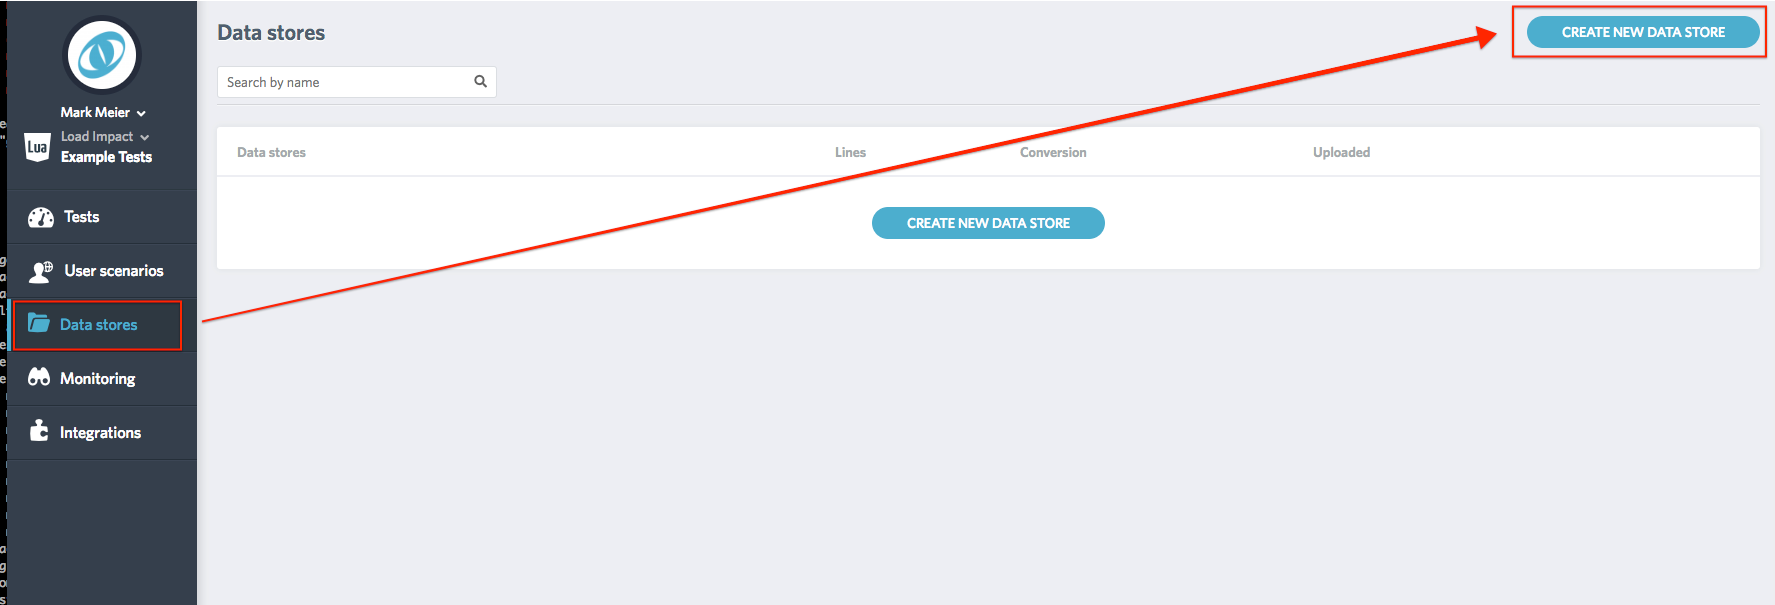 Mark Meier
Load Impact
Lua
Example Tests
Tests
User scenarios
Data stores
Monitoring
Integrations
Data stores
CREATE NEW DATA STORE
Search by name
Data stores Lines Conversion Uploaded
CREATE NEW DATA STORE